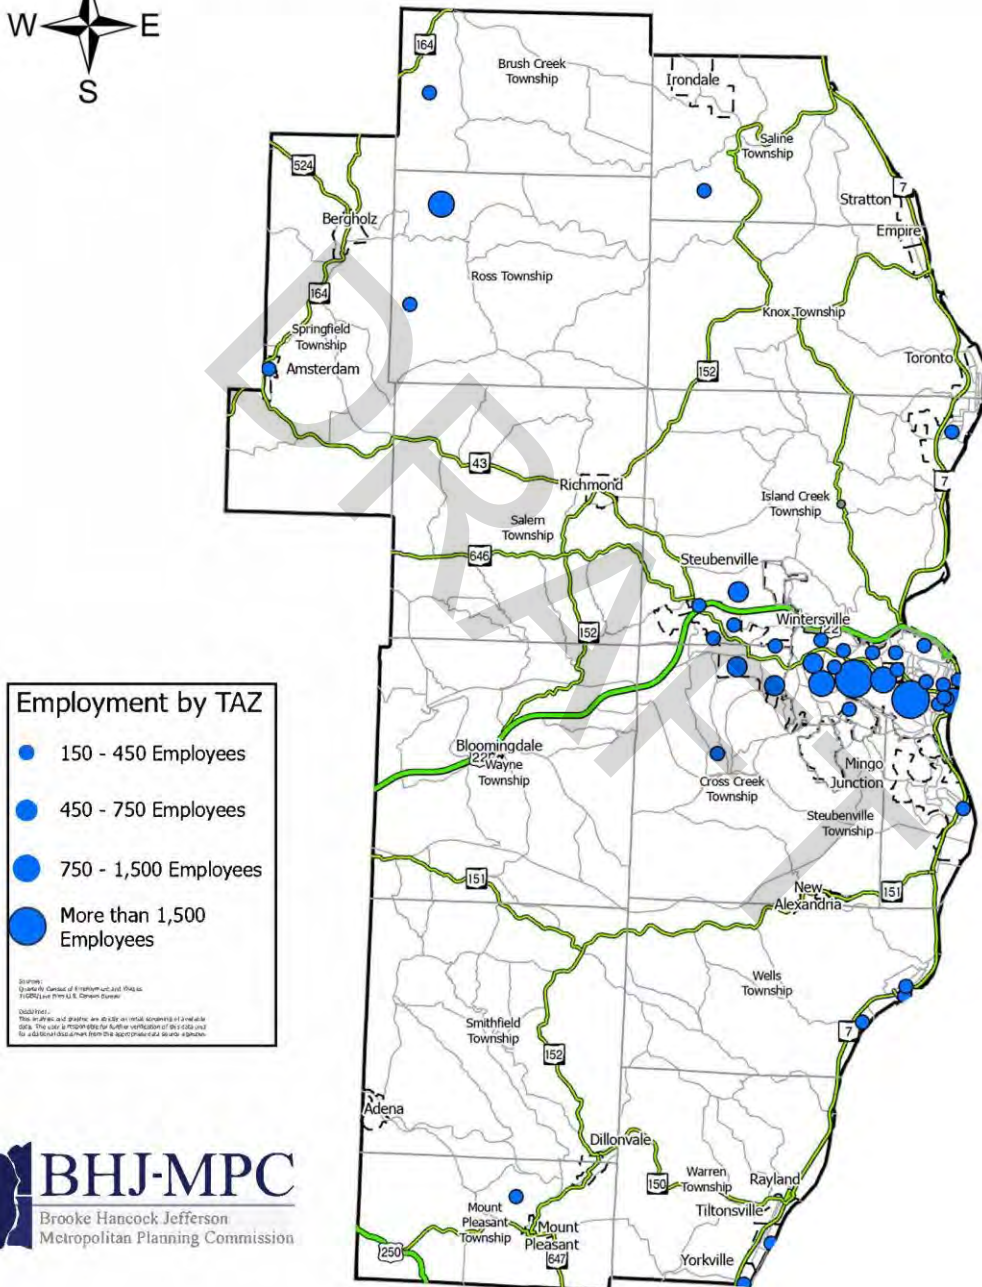 W E
S
164
Brush Creek
Township
Irondale
Saline
Township
524
7
Stratton
Bergholz
Empire
Ross Township
164
Knox Township
Springfield
Township
Toronto
Amsterdam
152
43
7
Richmond
Island Creek
Township
Salem
Township
646
Steubenville
152
Wintersville
22
Employment by TAZ
150 - 450 Employees
450 - 750 Employees
750 - 1,500 Employees
More than 1,500
Employees
Bloomingdale
22
Wayne
Township
Mingo
Junction
Cross Creek
Township
Steubenville
Township
151
New
Alexandria
151
Wells
Township
Smithfield
Township
7
152
Adena
Dillonvale
Warren
Township
Rayland
150
Tiltonsville
Mount
Pleasant
Township
Mount
Pleasant
250
647
Yorkville
DRAFT
BHJ-MPC
Brooke Hancock Jefferson
Metropolitan Planning Commission